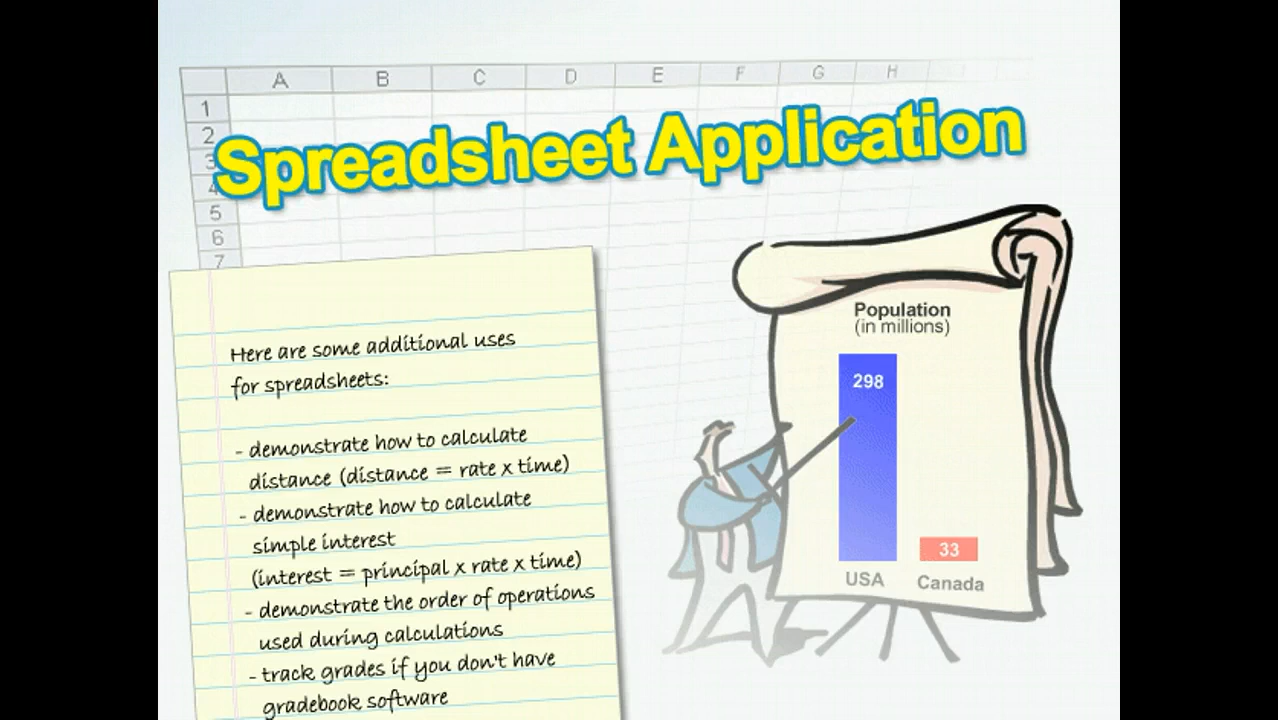 A B C D E F G H
1
2
3
4
5
6
7
Spreadsheet Application
Here are some additional uses
for spreadsheets:
- demonstrate how to calculate
distance (distance = rate x time)
- demonstrate how to calculate
simple interest
(interest = principal x rate x time)
- demonstrate the order of operations
used during calculations
- track grades if you don't have
gradebook software
Population
(in millions)
298
33
USA
Canada